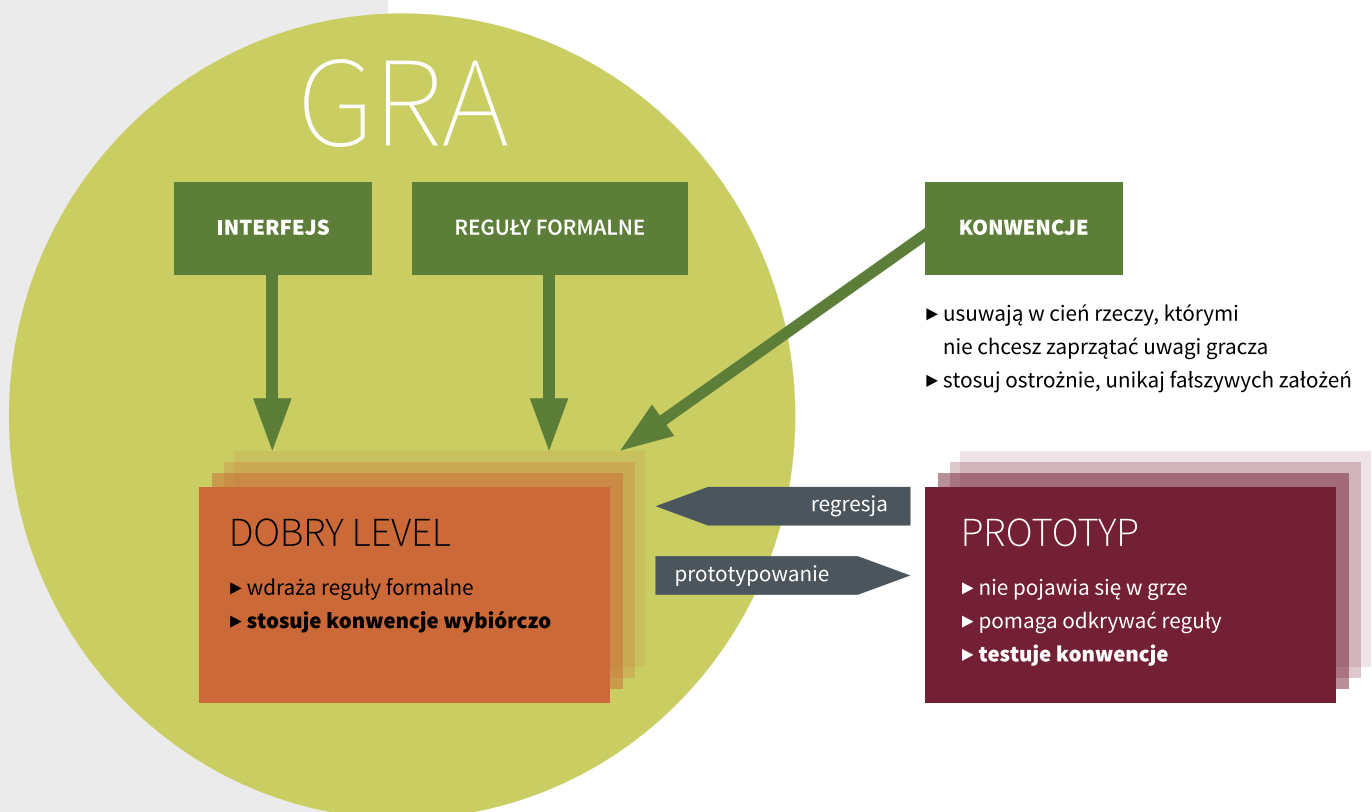 GRA
INTERFEJS
REGUŁY FORMALNE
KONWENCJE
▸ usuwają w cień rzeczy, którymi
nie chcesz zaprzątać uwagi gracza
▸ stosuj ostrożnie, unikaj fałszywych założeń
regresja
prototypowanie
DOBRY LEVEL
▸ wdraża reguły formalne
▸ stosuje konwencje wybiórczo
PROTOTYP
▸ nie pojawia się w grze
▸ pomaga odkrywać reguły
▸ testuje konwencje